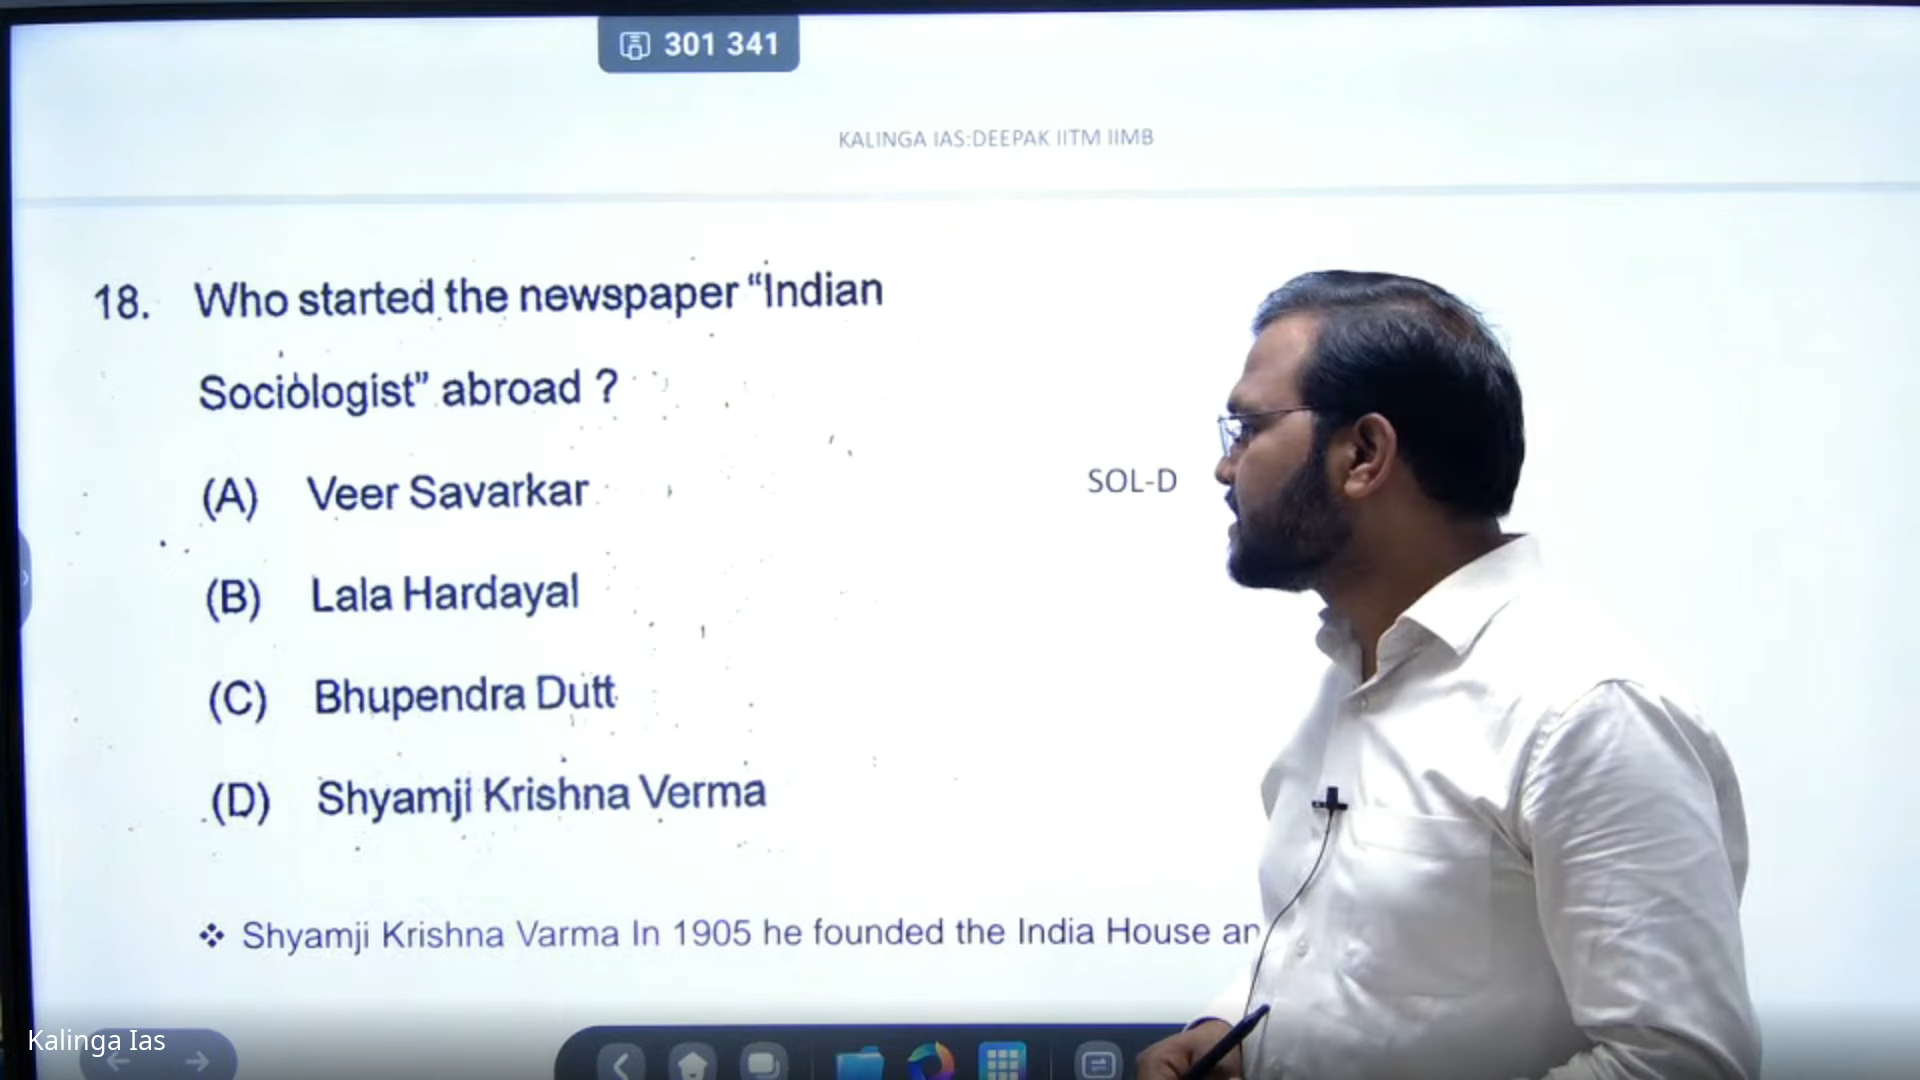 301 341
KALINGA IAS:DEEPAK IITM IIMB
18. Who started the newspaper “Indian
Sociologist” abroad ?
(A) Veer Savarkar
SOL-D
(B) Lala Hardayal
(C) Bhupendra Dutt
(D) Shyamji Krishna Verma
❖ Shyamji Krishna Varma In 1905 he founded the India House an
Kalinga Ias